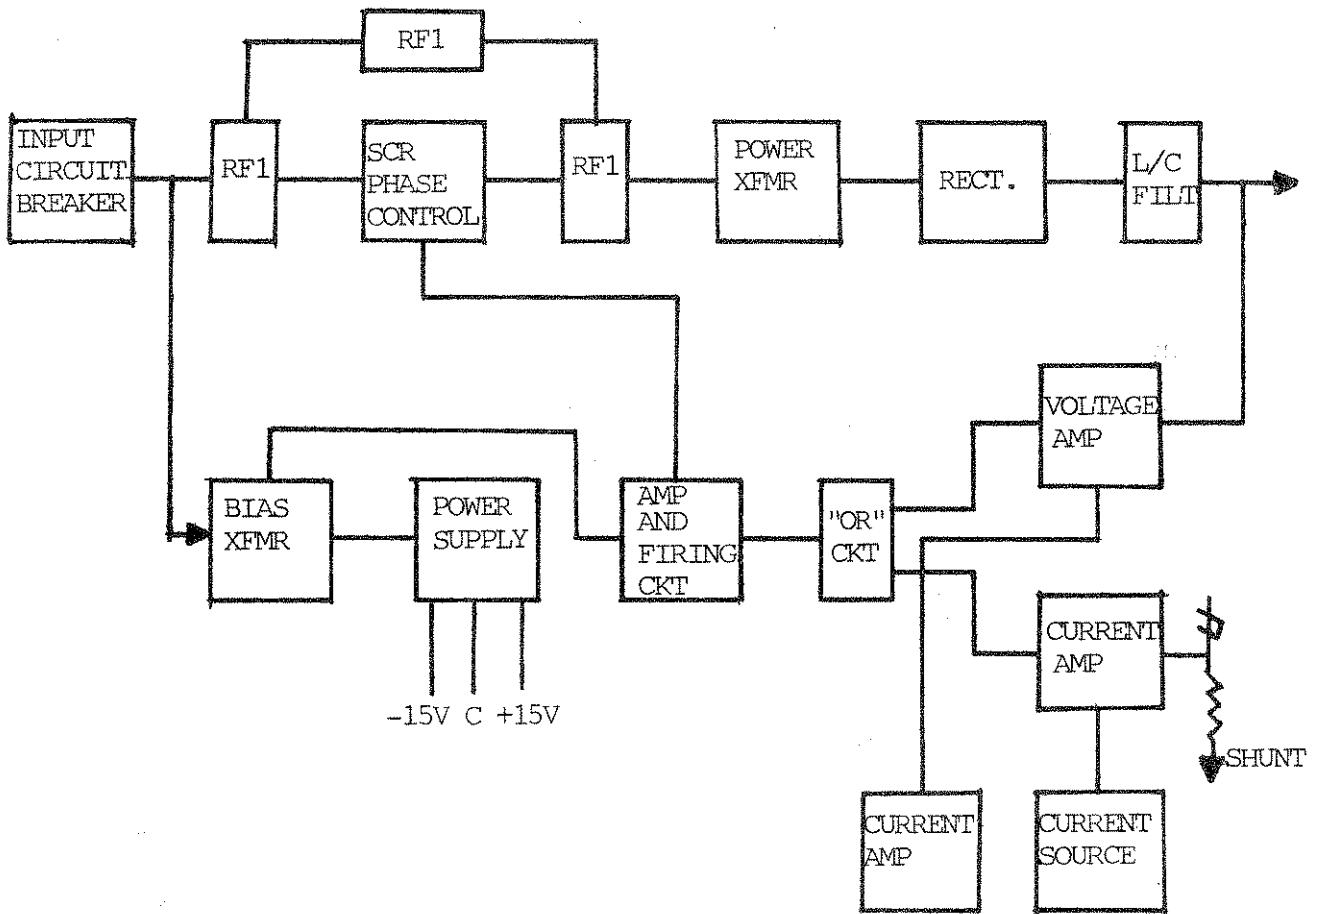 RF1
INPUT
CIRCUIT
BREAKER
RF1
SCR
PHASE
CONTROL
RF1
POWER
XFMR
RECT.
L/C
FILT
VOLTAGE
AMP
BIAS
XFMR
POWER
SUPPLY
AMP
AND
FIRING
CKT
"OR"
CKT
-15V C +15V
CURRENT
AMP
SHUNT
CURRENT
AMP
CURRENT
SOURCE